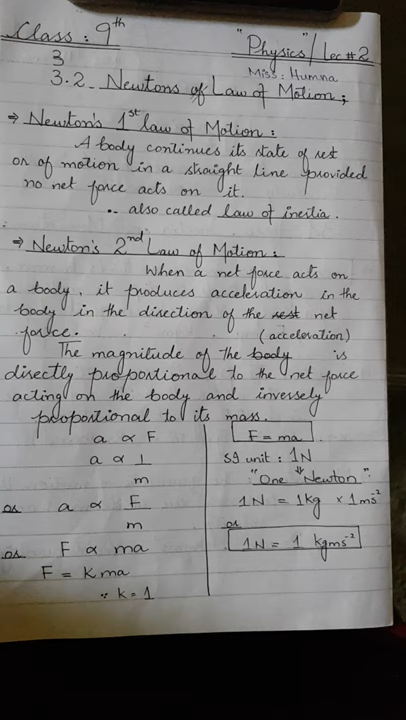 Class: 9th
"Physics"/Lec #2
3
Miss: Humna
3.2- Newtons of Law of Motion;
⇒ Newton's 1st law of Motion:
A body continues its state of rest
or of motion in a straight line provided
no net force acts on it.
∴ also called law of inertia.
⇒ Newton's 2nd Law of Motion:
When a net force acts on
a body, it produces acceleration in the
body in the direction of the rest net
force.
(acceleration)
The magnitude of the body is
directly proportional to the net force
acting on the body and inversely
proportional to its mass.
a ∝ F
a ∝ 1/m
or a ∝ F/m
or F ∝ ma
F = Kma
∵ k = 1
F = ma
SI unit: 1N
"One Newton"
1N = 1kg × 1ms⁻²
or
1N = 1 kgms⁻²